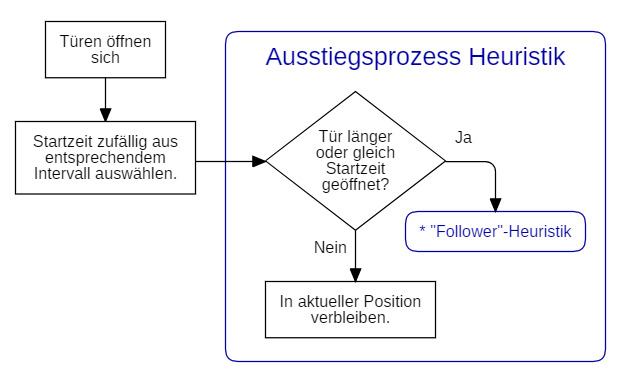 Türen öffnen
sich
Startzeit zufällig aus
entsprechendem
Intervall auswählen.
Ausstiegsprozess Heuristik
Tür länger
oder gleich
Startzeit
geöffnet?
Ja
* "Follower"-Heuristik
Nein
In aktueller Position
verbleiben.